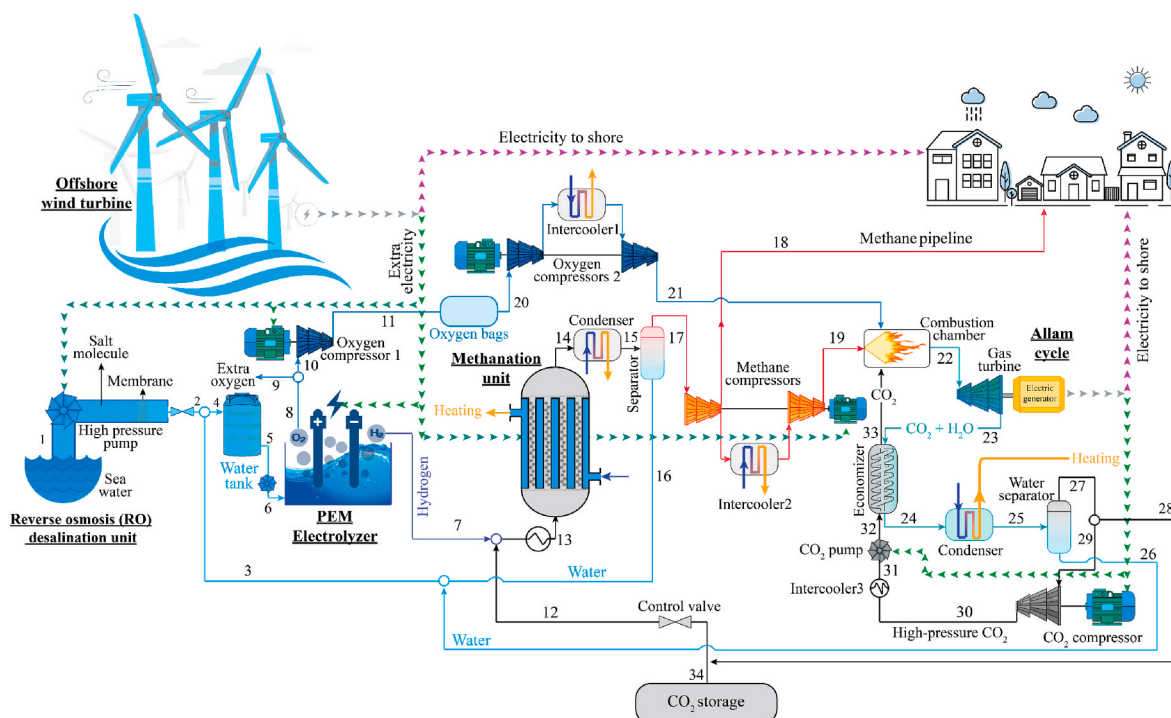 Electricity to shore
Offshore
wind turbine
Intercooler1
18
Methane pipeline
Extra
electricity
Oxygen
compressors 2
20
21
11
Oxygen bags
Electricity to shore
Salt
molecule
Membrane
Oxygen
compressor 1
10
Extra
oxygen
9
Condenser
14
15
17
Separator
Methanation
unit
19
Combustion
chamber
22
Allam
cycle
Gas
turbine
Electric
generator
Methane
compressors
CO2
1
2
4
High pressure
pump
8
O2
H2
Heating
33
CO2 + H2O
23
5
Sea
water
Water
tank
6
Hydrogen
16
Intercooler2
Economizer
Heating
Water
separator
27
28
Reverse osmosis (RO)
desalination unit
PEM
Electrolyzer
7
13
32
24
25
29
26
CO2 pump
Condenser
31
3
Water
Intercooler3
30
12
Control valve
High-pressure CO2
CO2 compressor
Water
34
CO2 storage